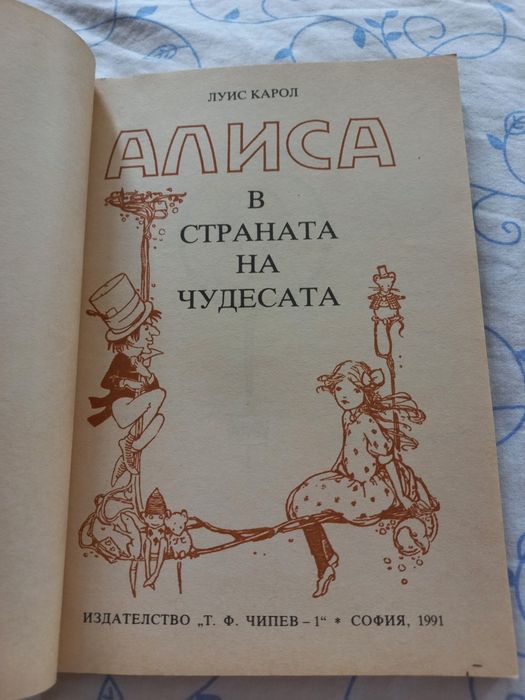 ЛУИС КАРОЛ
АЛИСА
В
СТРАНАТА
НА
ЧУДЕСАТА
ИЗДАТЕЛСТВО „Т. Ф. ЧИПЕВ – 1“ * СОФИЯ, 1991